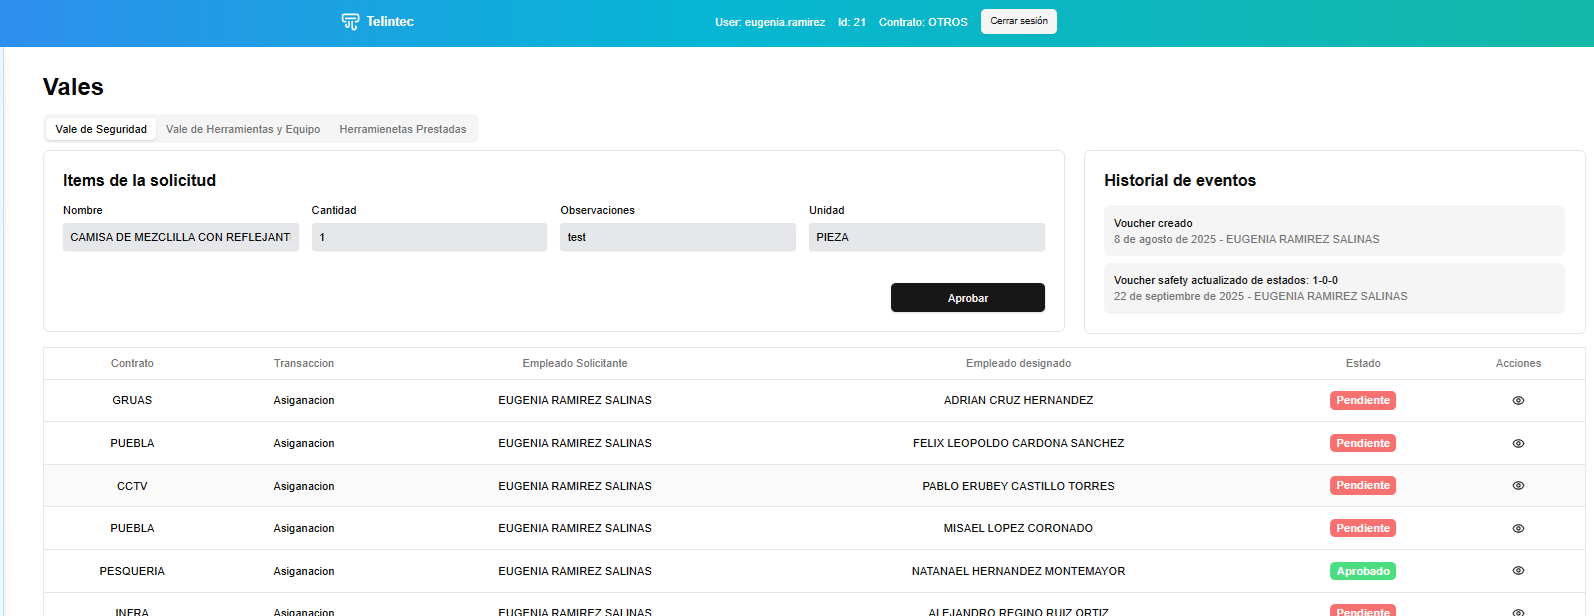 Telintec
User: eugenia.ramirez Id: 21 Contrato: OTROS Cerrar sesión
Vales
Vale de Seguridad Vale de Herramientas y Equipo Herramienetas Prestadas
Items de la solicitud
Nombre Cantidad Observaciones Unidad
CAMISA DE MEZCLILLA CON REFLEJANT 1 test PIEZA
Aprobar
Historial de eventos
Voucher creado
8 de agosto de 2025 - EUGENIA RAMIREZ SALINAS
Voucher safety actualizado de estados: 1-0-0
22 de septiembre de 2025 - EUGENIA RAMIREZ SALINAS
Contrato Transaccion Empleado Solicitante Empleado designado Estado Acciones
GRUAS Asiganacion EUGENIA RAMIREZ SALINAS ADRIAN CRUZ HERNANDEZ Pendiente
PUEBLA Asiganacion EUGENIA RAMIREZ SALINAS FELIX LEOPOLDO CARDONA SANCHEZ Pendiente
CCTV Asiganacion EUGENIA RAMIREZ SALINAS PABLO ERUBEY CASTILLO TORRES Pendiente
PUEBLA Asiganacion EUGENIA RAMIREZ SALINAS MISAEL LOPEZ CORONADO Pendiente
PESQUERIA Asiganacion EUGENIA RAMIREZ SALINAS NATANAEL HERNANDEZ MONTEMAYOR Aprobado
INFRA Asiganacion EUGENIA RAMIREZ SALINAS ALEJANDRO REGINO RUIZ ORTIZ Pendiente